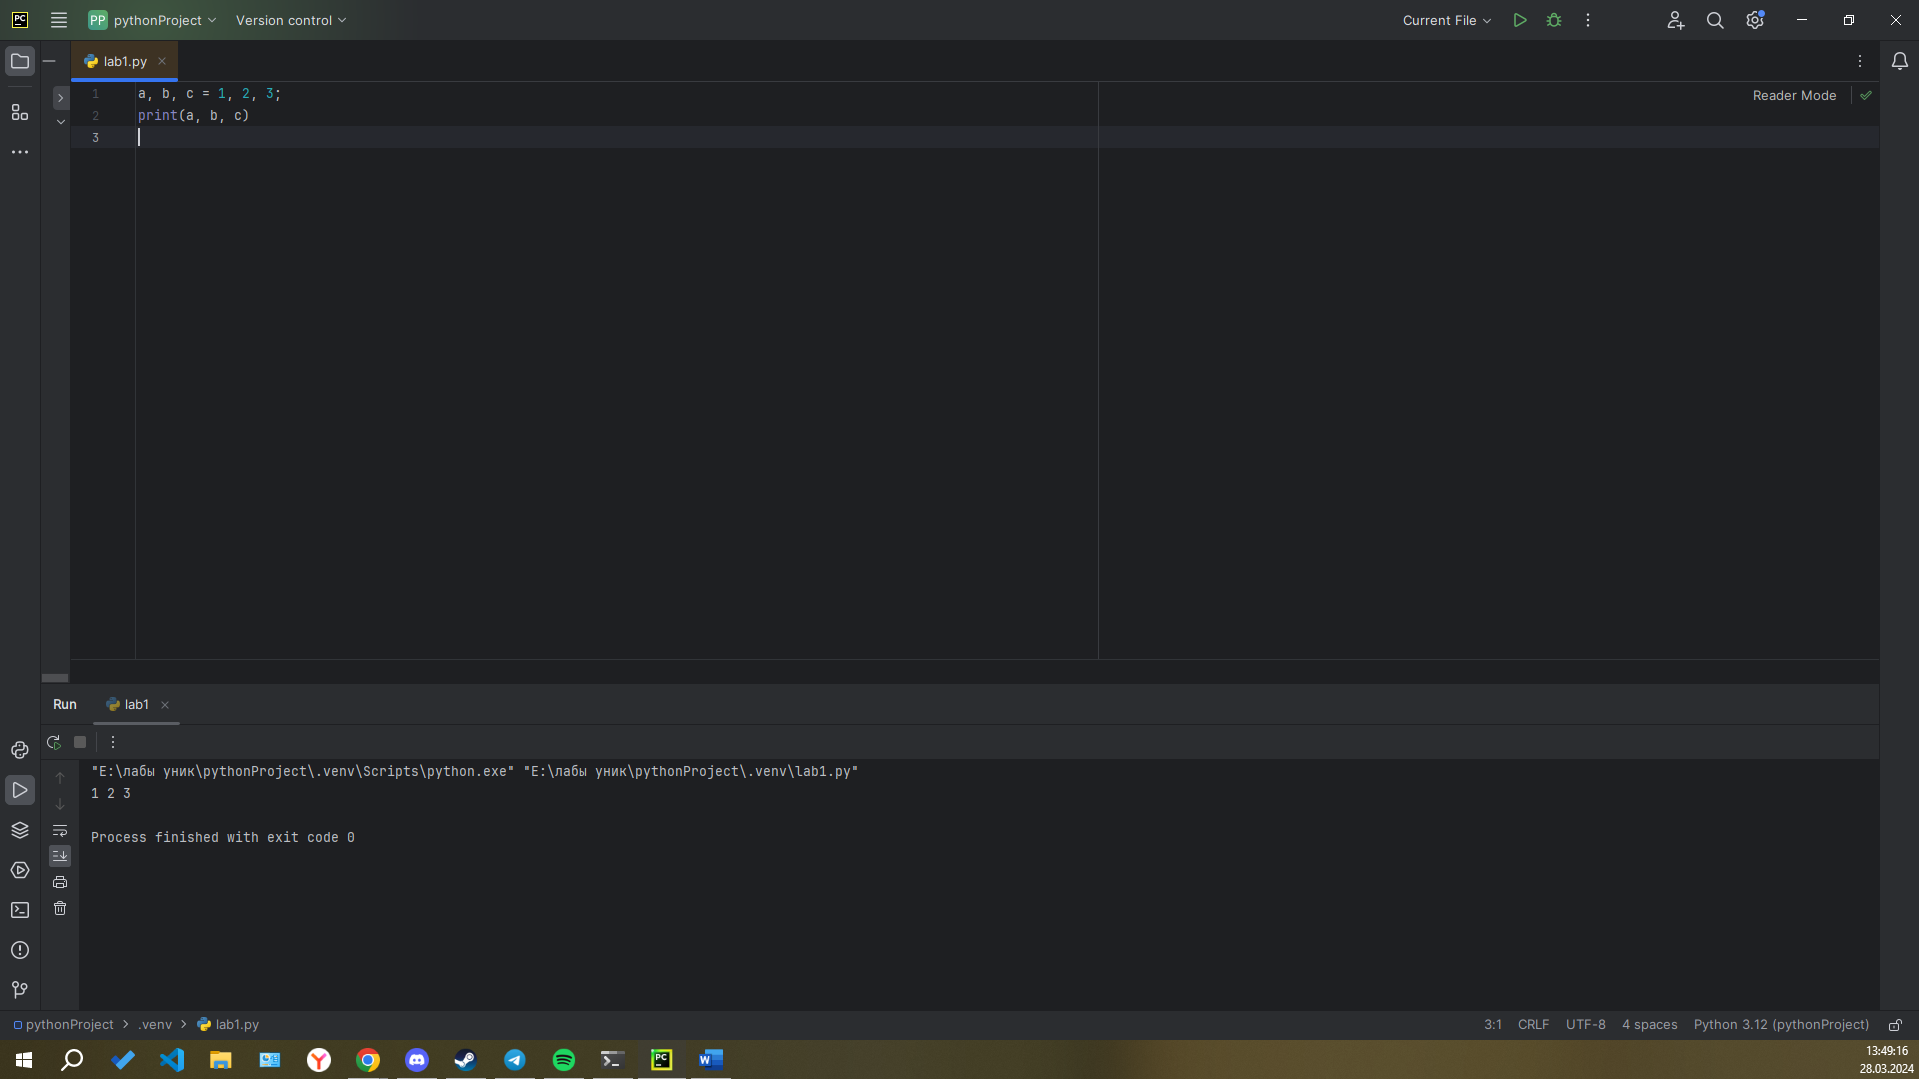 PC PP pythonProject Version control Current File
lab1.py
1 a, b, c = 1, 2, 3;
Reader Mode
2 print(a, b, c)
3
Run lab1
"E:\лабы уник\pythonProject\.venv\Scripts\python.exe" "E:\лабы уник\pythonProject\.venv\lab1.py"
1 2 3
Process finished with exit code 0
pythonProject .venv lab1.py 3:1 CRLF UTF-8 4 spaces Python 3.12 (pythonProject)
13:49:16
28.03.2024